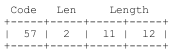 Code Len Length
+-----+-----+-----+-----+
| 57 | 2 | 11 | 12 |
+-----+-----+-----+-----+